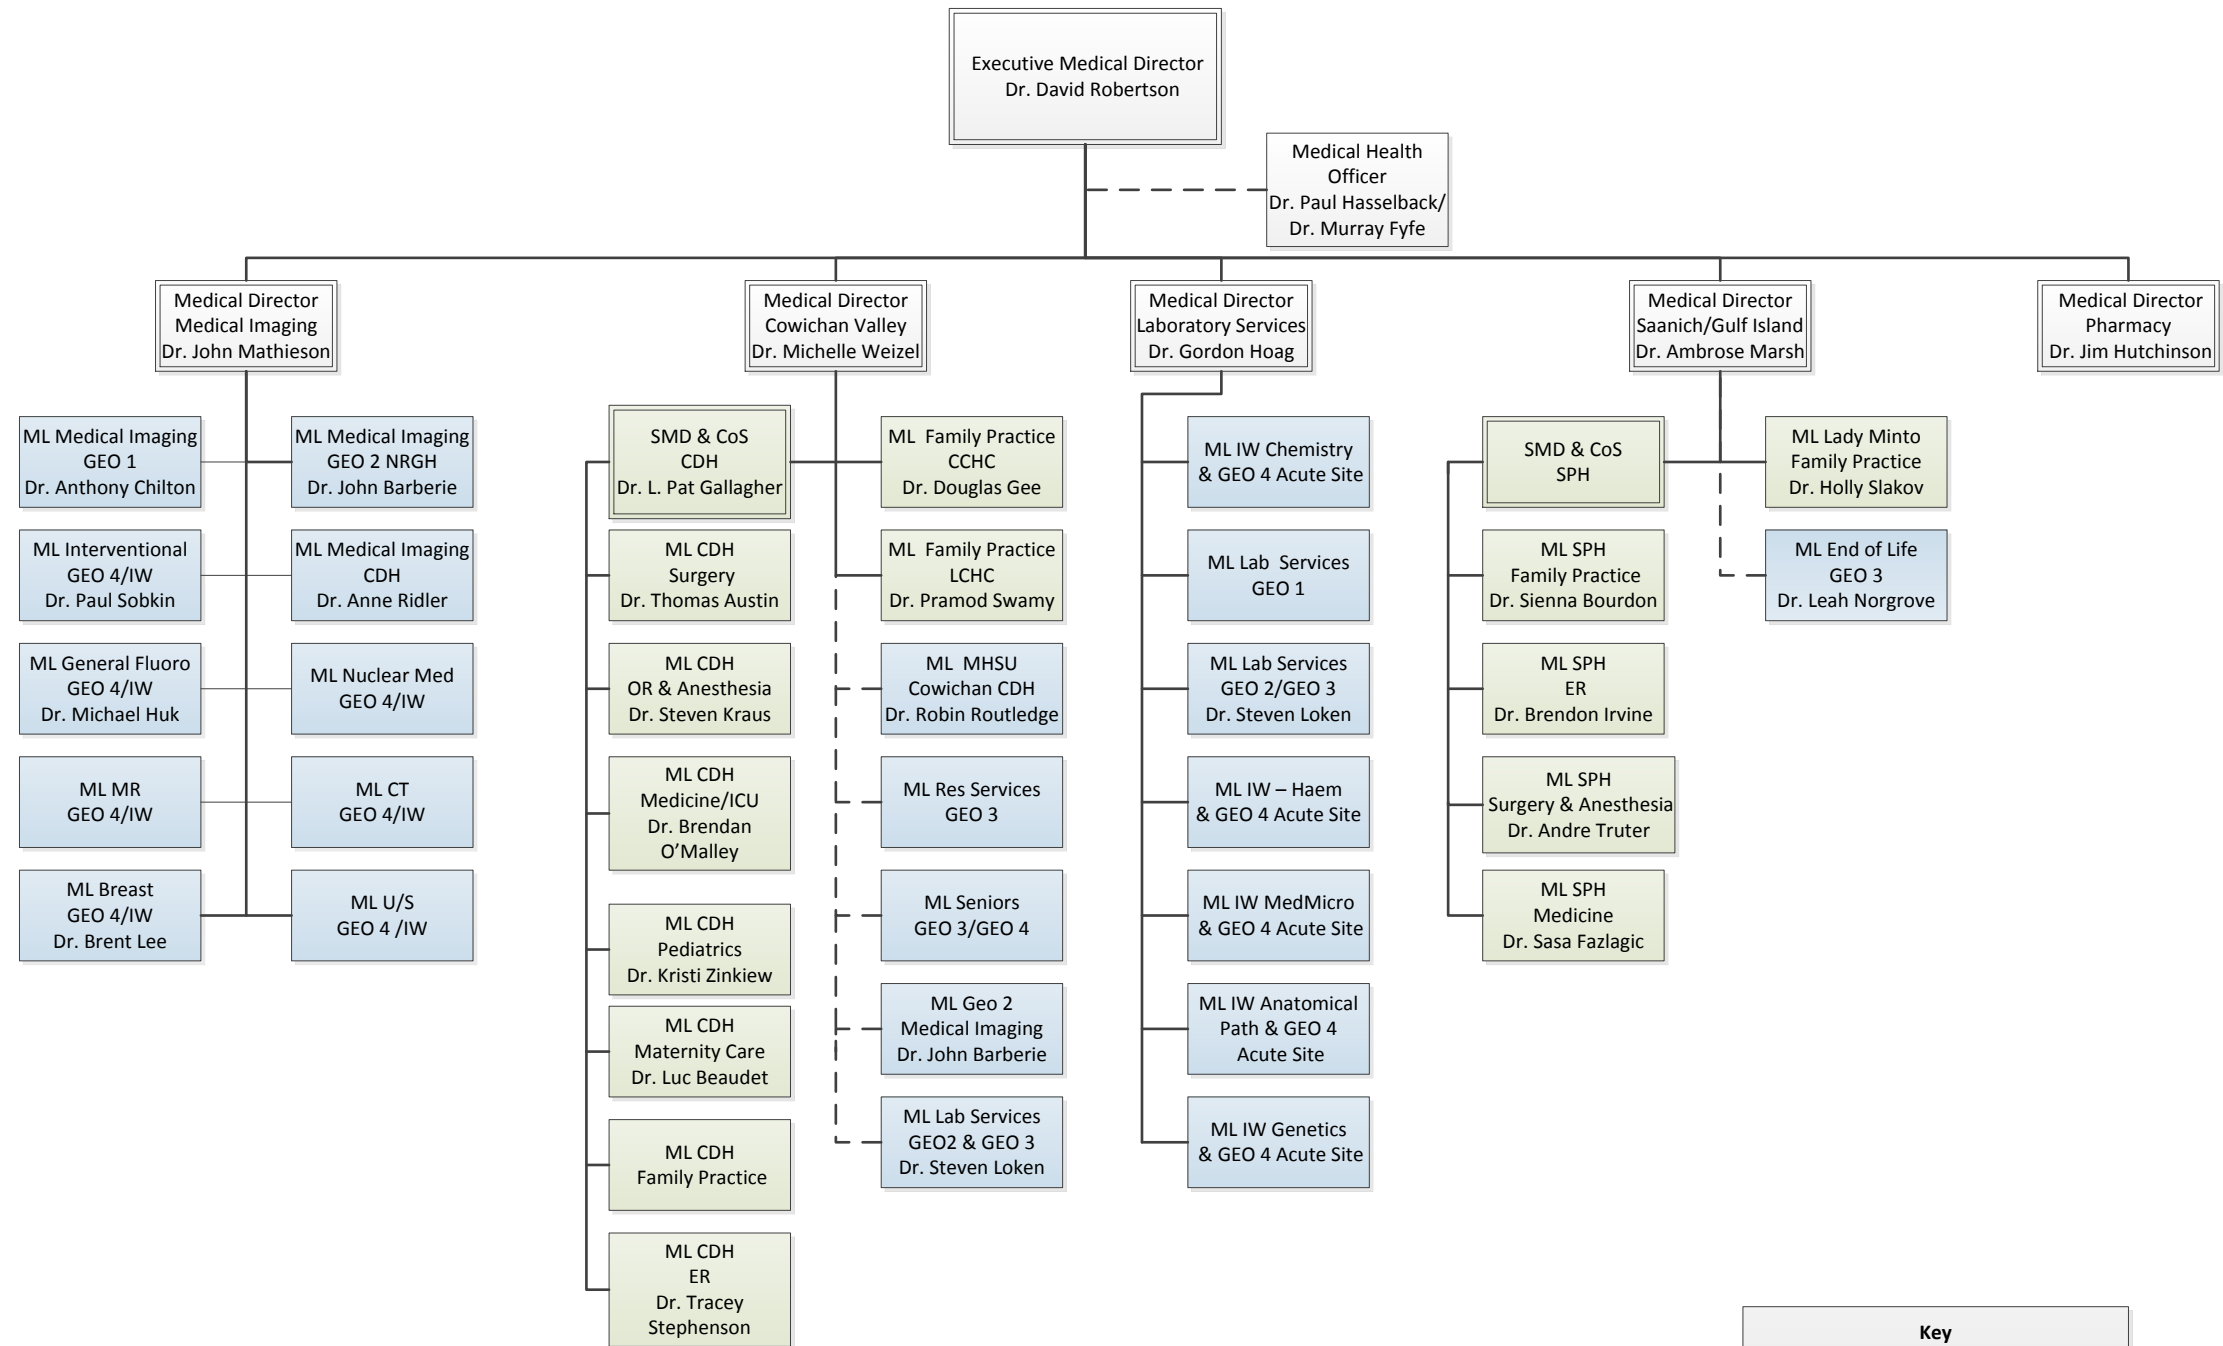 Executive Medical Director
Dr. David Robertson
Medical Health
Officer
Dr. Paul Hasselback/
Dr. Murray Fyfe
Medical Director
Medical Imaging
Dr. John Mathieson
Medical Director
Cowichan Valley
Dr. Michelle Weizel
Medical Director
Laboratory Services
Dr. Gordon Hoag
Medical Director
Saanich/Gulf Island
Dr. Ambrose Marsh
Medical Director
Pharmacy
Dr. Jim Hutchinson
ML Medical Imaging
GEO 1
Dr. Anthony Chilton
ML Medical Imaging
GEO 2 NRGH
Dr. John Barberie
ML Interventional
GEO 4/IW
Dr. Paul Sobkin
ML Medical Imaging
CDH
Dr. Anne Ridler
ML General Fluoro
GEO 4/IW
Dr. Michael Huk
ML Nuclear Med
GEO 4/IW
ML MR
GEO 4/IW
ML CT
GEO 4/IW
ML Breast
GEO 4/IW
Dr. Brent Lee
ML U/S
GEO 4 /IW
SMD & CoS
CDH
Dr. L. Pat Gallagher
ML CDH
Surgery
Dr. Thomas Austin
ML CDH
OR & Anesthesia
Dr. Steven Kraus
ML CDH
Medicine/ICU
Dr. Brendan
O’Malley
ML CDH
Pediatrics
Dr. Kristi Zinkiew
ML CDH
Maternity Care
Dr. Luc Beaudet
ML CDH
Family Practice
ML CDH
ER
Dr. Tracey
Stephenson
ML Family Practice
CCHC
Dr. Douglas Gee
ML Family Practice
LCHC
Dr. Pramod Swamy
ML MHSU
Cowichan CDH
Dr. Robin Routledge
ML Res Services
GEO 3
ML Seniors
GEO 3/GEO 4
ML Geo 2
Medical Imaging
Dr. John Barberie
ML Lab Services
GEO2 & GEO 3
Dr. Steven Loken
ML IW Chemistry
& GEO 4 Acute Site
ML Lab Services
GEO 1
ML Lab Services
GEO 2/GEO 3
Dr. Steven Loken
ML IW – Haem
& GEO 4 Acute Site
ML IW MedMicro
& GEO 4 Acute Site
ML IW Anatomical
Path & GEO 4
Acute Site
ML IW Genetics
& GEO 4 Acute Site
SMD & CoS
SPH
ML SPH
Family Practice
Dr. Sienna Bourdon
ML SPH
ER
Dr. Brendon Irvine
ML SPH
Surgery & Anesthesia
Dr. Andre Truter
ML SPH
Medicine
Dr. Sasa Fazlagic
ML Lady Minto
Family Practice
Dr. Holly Slakov
ML End of Life
GEO 3
Dr. Leah Norgrove
Key